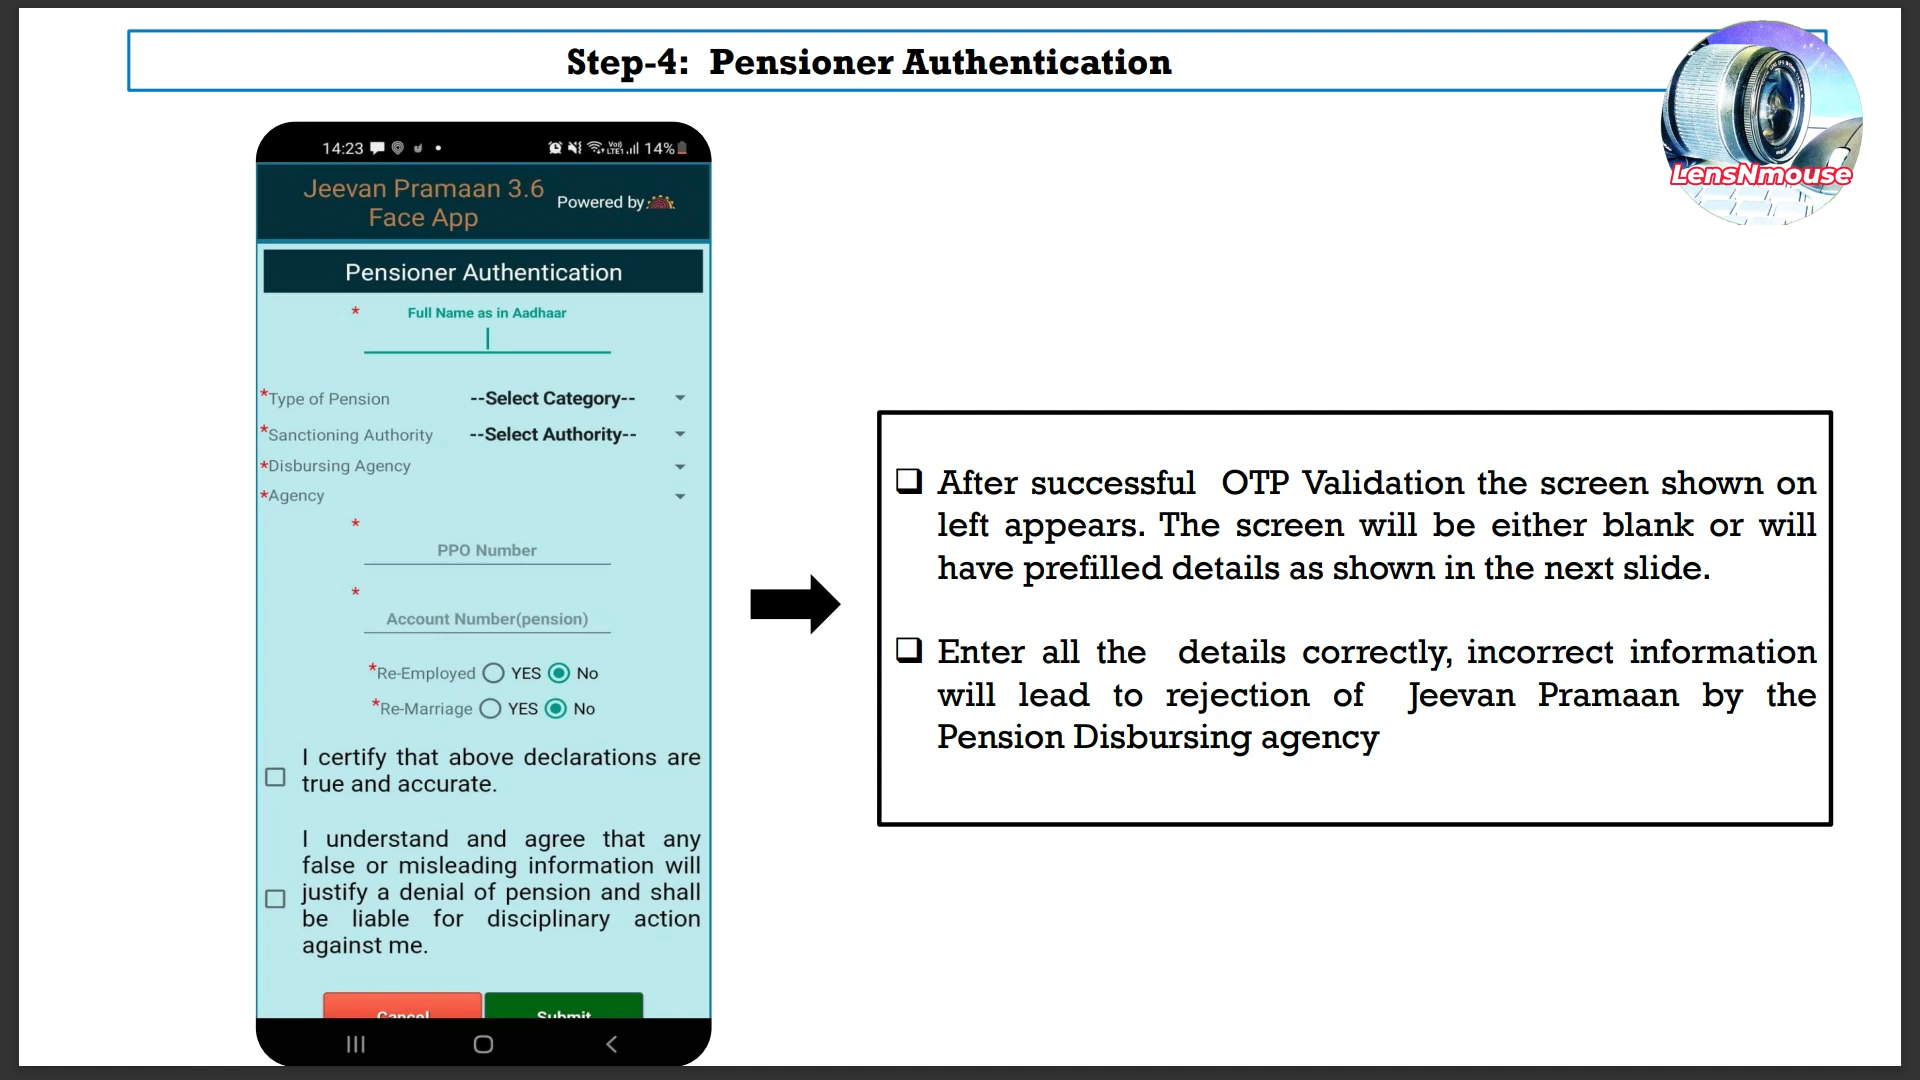 Step-4: Pensioner Authentication
LensNmouse
14:23
Vo))
LTE1
14%
Jeevan Pramaan 3.6
Face App
Powered by
Pensioner Authentication
* Full Name as in Aadhaar
*Type of Pension --Select Category--
*Sanctioning Authority --Select Authority--
*Disbursing Agency
*Agency
*
PPO Number
*
Account Number(pension)
*Re-Employed YES No
*Re-Marriage YES No
I certify that above declarations are
true and accurate.
I understand and agree that any
false or misleading information will
justify a denial of pension and shall
be liable for disciplinary action
against me.
Cancel Submit
After successful OTP Validation the screen shown on
left appears. The screen will be either blank or will
have prefilled details as shown in the next slide.
Enter all the details correctly, incorrect information
will lead to rejection of Jeevan Pramaan by the
Pension Disbursing agency